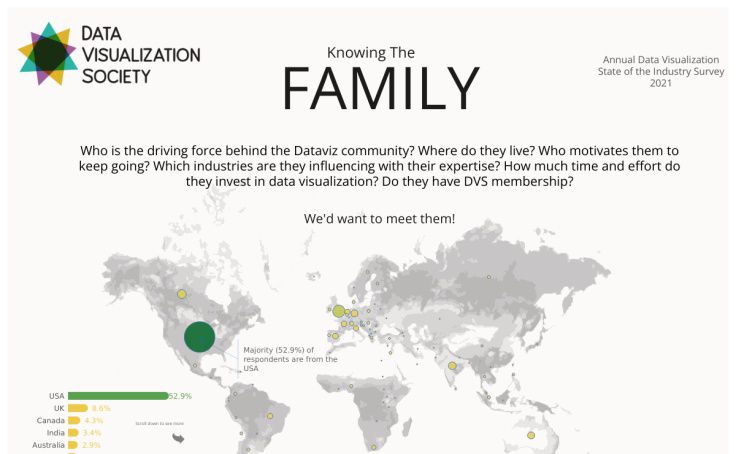 DATA
VISUALIZATION
SOCIETY
Knowing The
FAMILY
Annual Data Visualization
State of the Industry Survey
2021
Who is the driving force behind the Dataviz community? Where do they live? Who motivates them to
keep going? Which industries are they influencing with their expertise? How much time and effort do
they invest in data visualization? Do they have DVS membership?
We'd want to meet them!
Majority (52.9%) of
respondents are from the
USA
USA 52.9%
UK 8.6%
Canada 4.3%
India 3.4%
Australia 2.9%
Scroll down to see more